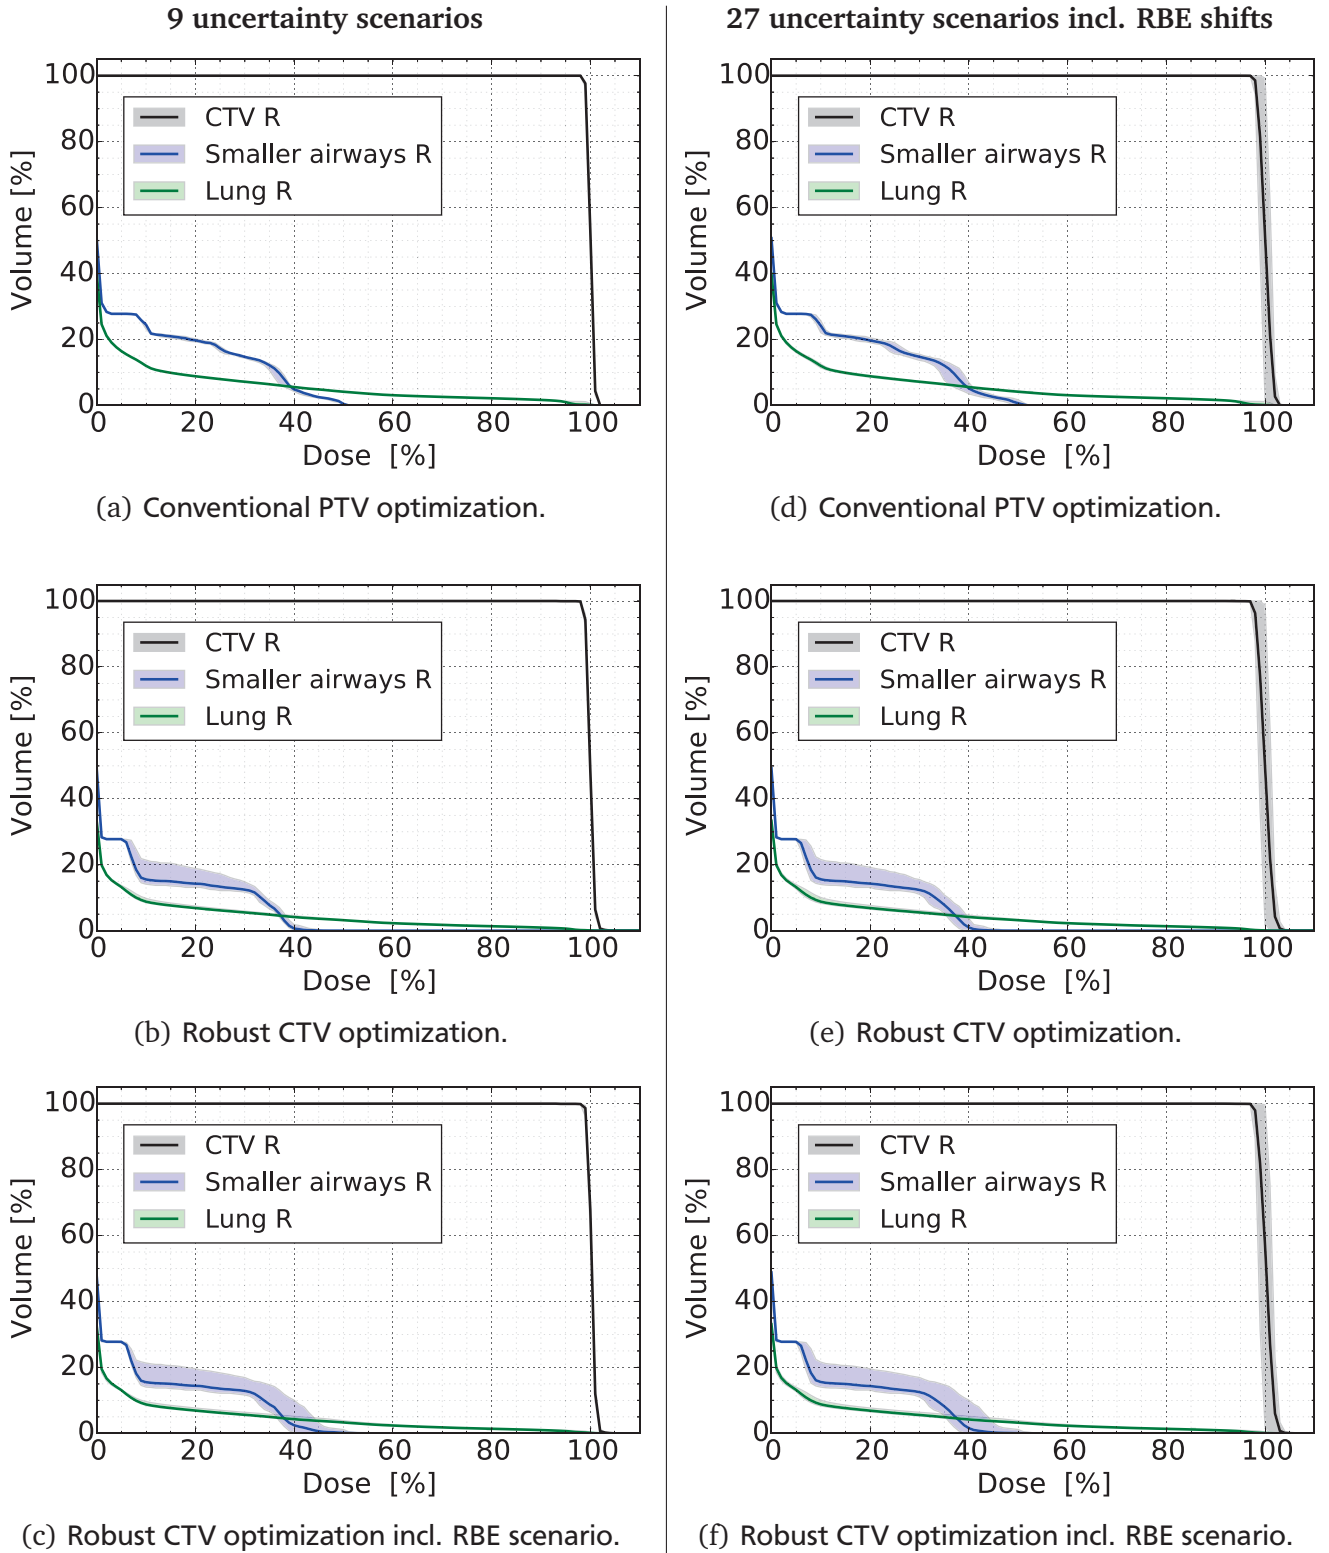 9 uncertainty scenarios
27 uncertainty scenarios incl. RBE shifts
100
80
60
40
20
0
Volume [%]
CTV R
Smaller airways R
Lung R
0 20 40 60 80 100
Dose [%]
(a) Conventional PTV optimization.
100
80
60
40
20
0
Volume [%]
CTV R
Smaller airways R
Lung R
0 20 40 60 80 100
Dose [%]
(d) Conventional PTV optimization.
100
80
60
40
20
0
Volume [%]
CTV R
Smaller airways R
Lung R
0 20 40 60 80 100
Dose [%]
(b) Robust CTV optimization.
100
80
60
40
20
0
Volume [%]
CTV R
Smaller airways R
Lung R
0 20 40 60 80 100
Dose [%]
(e) Robust CTV optimization.
100
80
60
40
20
0
Volume [%]
CTV R
Smaller airways R
Lung R
0 20 40 60 80 100
Dose [%]
(c) Robust CTV optimization incl. RBE scenario.
100
80
60
40
20
0
Volume [%]
CTV R
Smaller airways R
Lung R
0 20 40 60 80 100
Dose [%]
(f) Robust CTV optimization incl. RBE scenario.